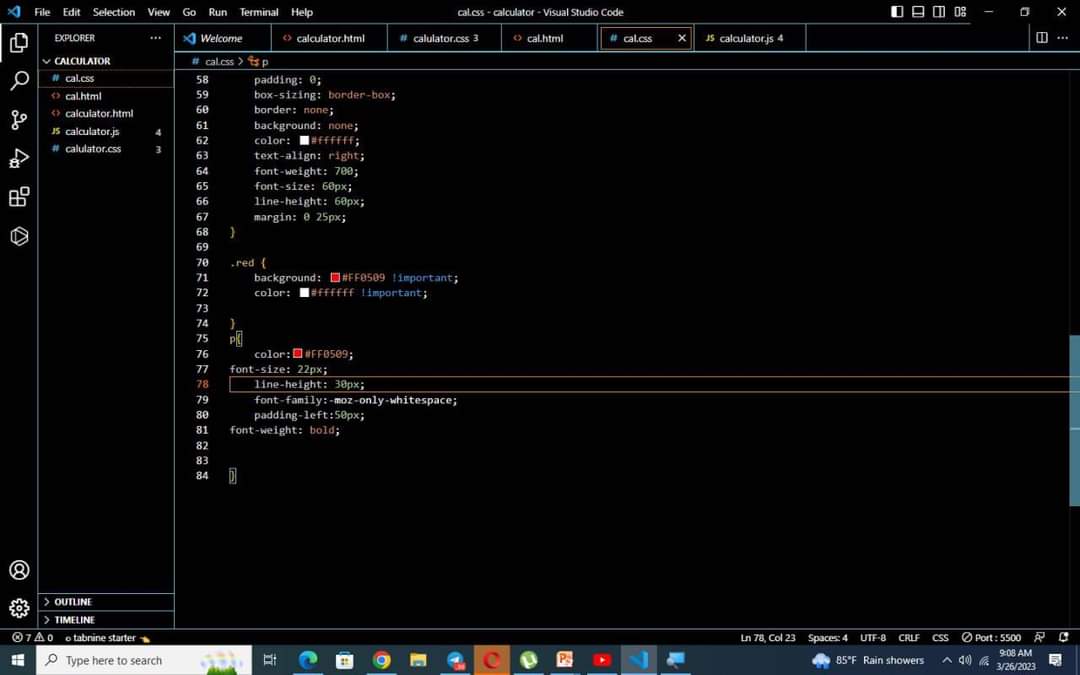 File Edit Selection View Go Run Terminal Help cal.css - calculator - Visual Studio Code
EXPLORER ...
Welcome calculator.html calulator.css 3 cal.html cal.css calculator.js 4
CALCULATOR
cal.css
cal.html
calculator.html
calculator.js 4
calulator.css 3
OUTLINE
TIMELINE
cal.css > p
58 padding: 0;
59 box-sizing: border-box;
60 border: none;
61 background: none;
62 color: #ffffff;
63 text-align: right;
64 font-weight: 700;
65 font-size: 60px;
66 line-height: 60px;
67 margin: 0 25px;
68 }
69
70 .red {
71 background: #FF0509 !important;
72 color: #ffffff !important;
73
74 }
75 p{
76 color:#FF0509;
77 font-size: 22px;
78 line-height: 30px;
79 font-family:-moz-only-whitespace;
80 padding-left:50px;
81 font-weight: bold;
82
83
84 }
7 0 tabnine starter Ln 78, Col 23 Spaces: 4 UTF-8 CRLF CSS Port : 5500
Type here to search 85°F Rain showers 9:08 AM
3/26/2023